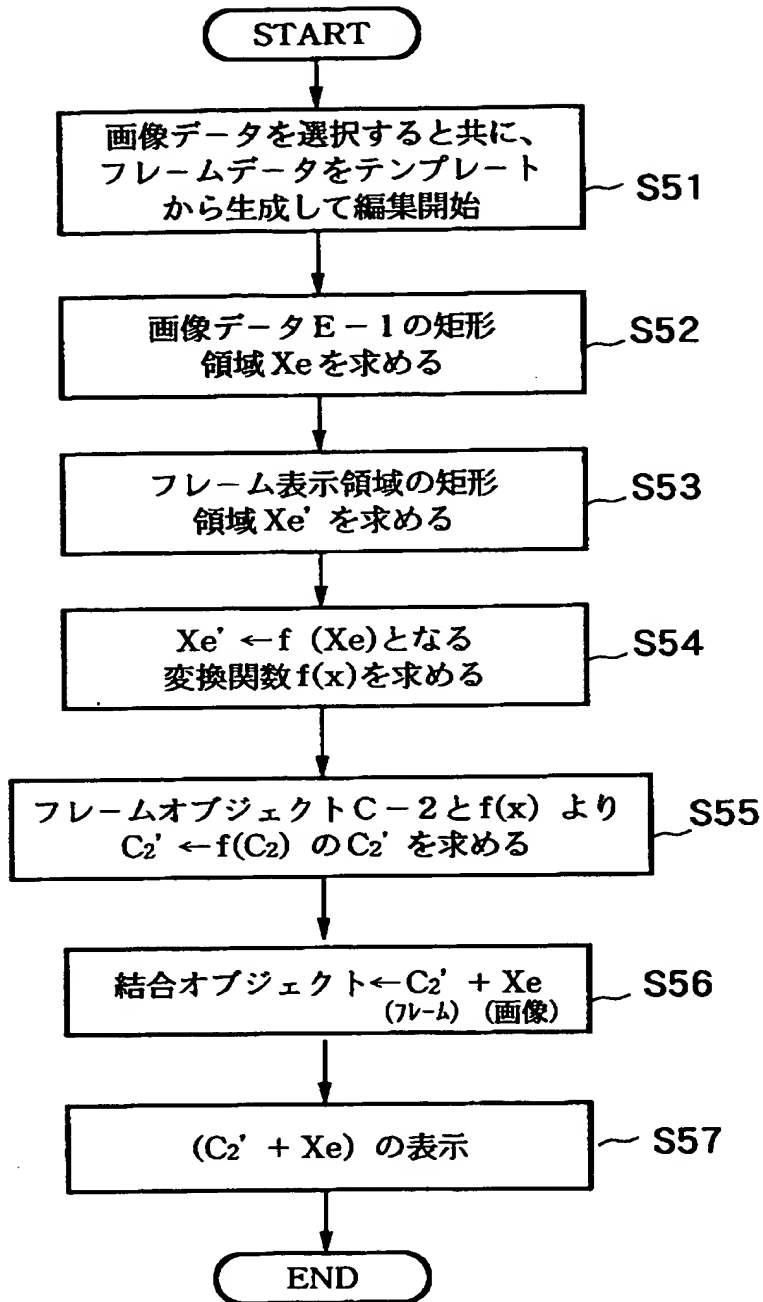 START
画像データを選択すると共に、
フレームデータをテンプレート
から生成して編集開始
S51
画像データE-1の矩形
領域Xeを求める
S52
フレーム表示領域の矩形
領域Xe'を求める
S53
Xe'←f (Xe)となる
変換関数f(x)を求める
S54
フレームオブジェクトC-2とf(x) より
C₂'←f(C₂) のC₂'を求める
S55
結合オブジェクト←C₂' + Xe
(フレーム) (画像)
S56
(C₂' + Xe) の表示
S57
END